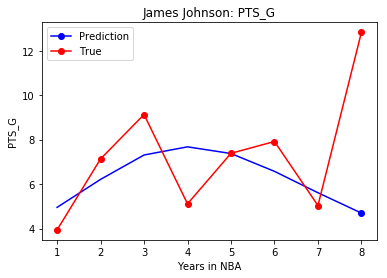 James Johnson: PTS_G
Prediction
True
12
10
8
6
4
PTS_G
1 2 3 4 5 6 7 8
Years in NBA